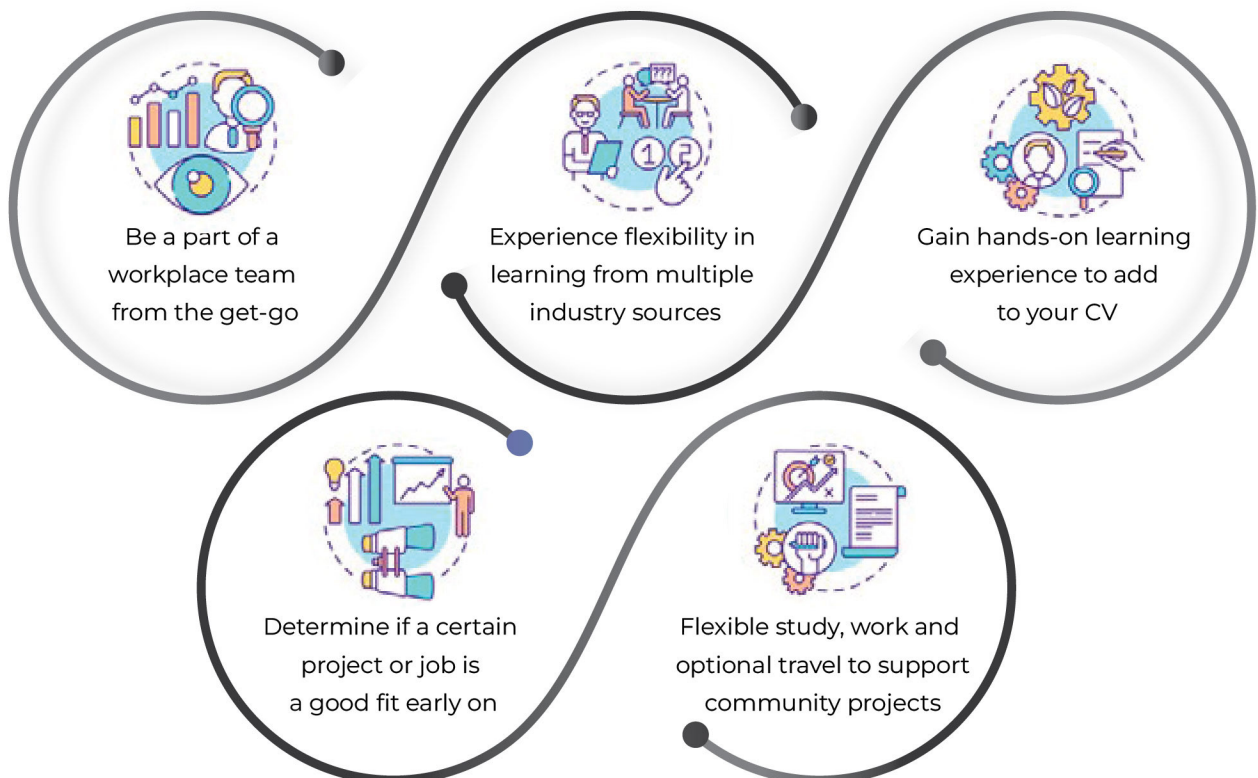 Be a part of a
workplace team
from the get-go
Experience flexibility in
learning from multiple
industry sources
Gain hands-on learning
experience to add
to your CV
Determine if a certain
project or job is
a good fit early on
Flexible study, work and
optional travel to support
community projects